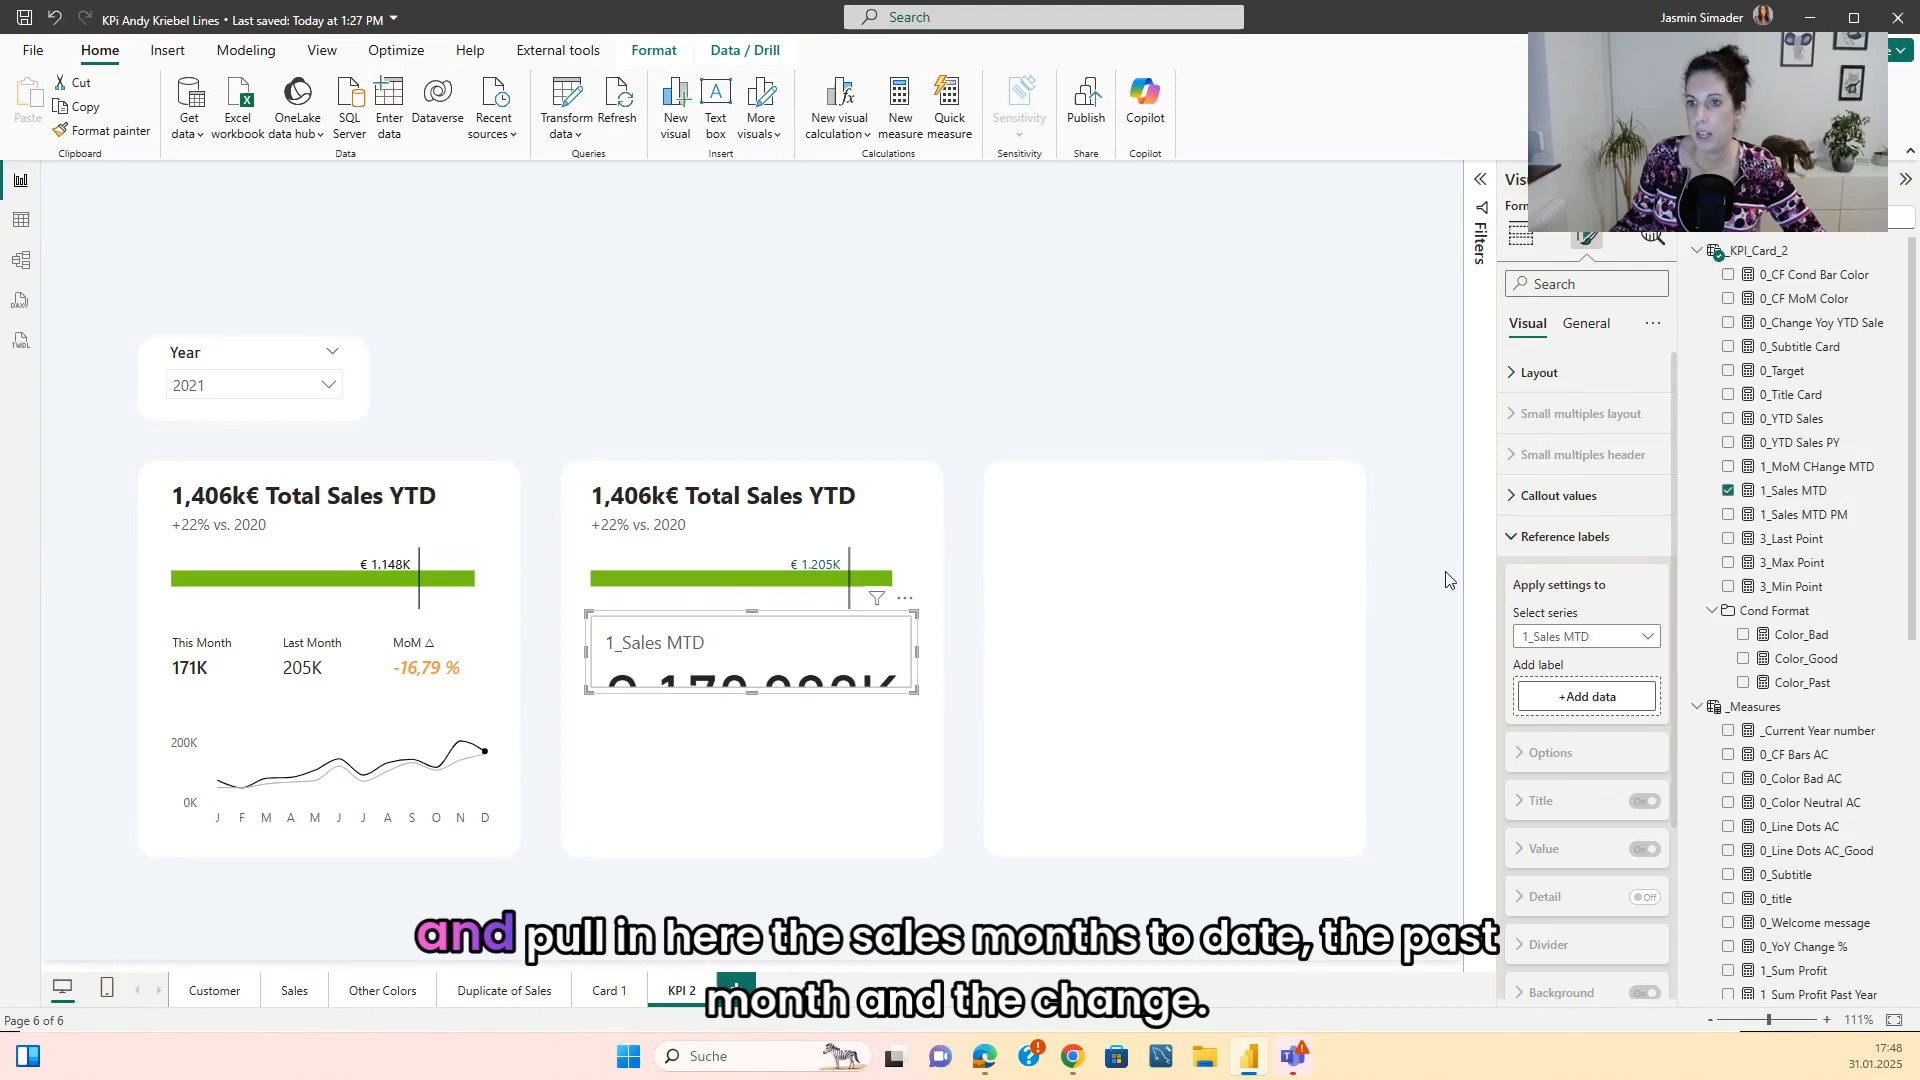 KPi Andy Kriebel Lines • Last saved: Today at 1:27 PM
Search
Jasmin Simader
File
Home
Insert
Modeling
View
Optimize
Help
External tools
Format
Data / Drill
Paste
Cut
Copy
Format painter
Clipboard
Get data
Excel workbook
OneLake data hub
SQL Server
Enter data
Dataverse
Recent sources
Data
Transform data
Refresh
Queries
New visual
Text box
More visuals
Insert
New visual calculation
New measure
Quick measure
Calculations
Sensitivity
Sensitivity
Publish
Share
Copilot
Copilot
DAX
TMDL
Year
2021
1,406k€ Total Sales YTD
+22% vs. 2020
€ 1.148K
This Month
Last Month
MoM △
171K
205K
-16,79 %
200K
0K
J F M A M J J A S O N D
1,406k€ Total Sales YTD
+22% vs. 2020
€ 1.205K
1_Sales MTD
Filters
Search
Visual
General
Layout
Small multiples layout
Small multiples header
Callout values
Reference labels
Apply settings to
Select series
1_Sales MTD
Add label
+Add data
Options
Title
On
Value
On
Detail
Off
Divider
Background
On
_KPI_Card_2
0_CF Cond Bar Color
0_CF MoM Color
0_Change Yoy YTD Sale
0_Subtitle Card
0_Target
0_Title Card
0_YTD Sales
0_YTD Sales PY
1_MoM CHange MTD
1_Sales MTD
1_Sales MTD PM
3_Last Point
3_Max Point
3_Min Point
Cond Format
Color_Bad
Color_Good
Color_Past
_Measures
_Current Year number
0_CF Bars AC
0_Color Bad AC
0_Color Neutral AC
0_Line Dots AC
0_Line Dots AC_Good
0_Subtitle
0_title
0_Welcome message
0_YoY Change %
1_Sum Profit
1_Sum Profit Past Year
and pull in here the sales months to date, the past
month and the change.
Customer
Sales
Other Colors
Duplicate of Sales
Card 1
KPI 2
Page 6 of 6
- + 111%
Suche
17:48
31.01.2025